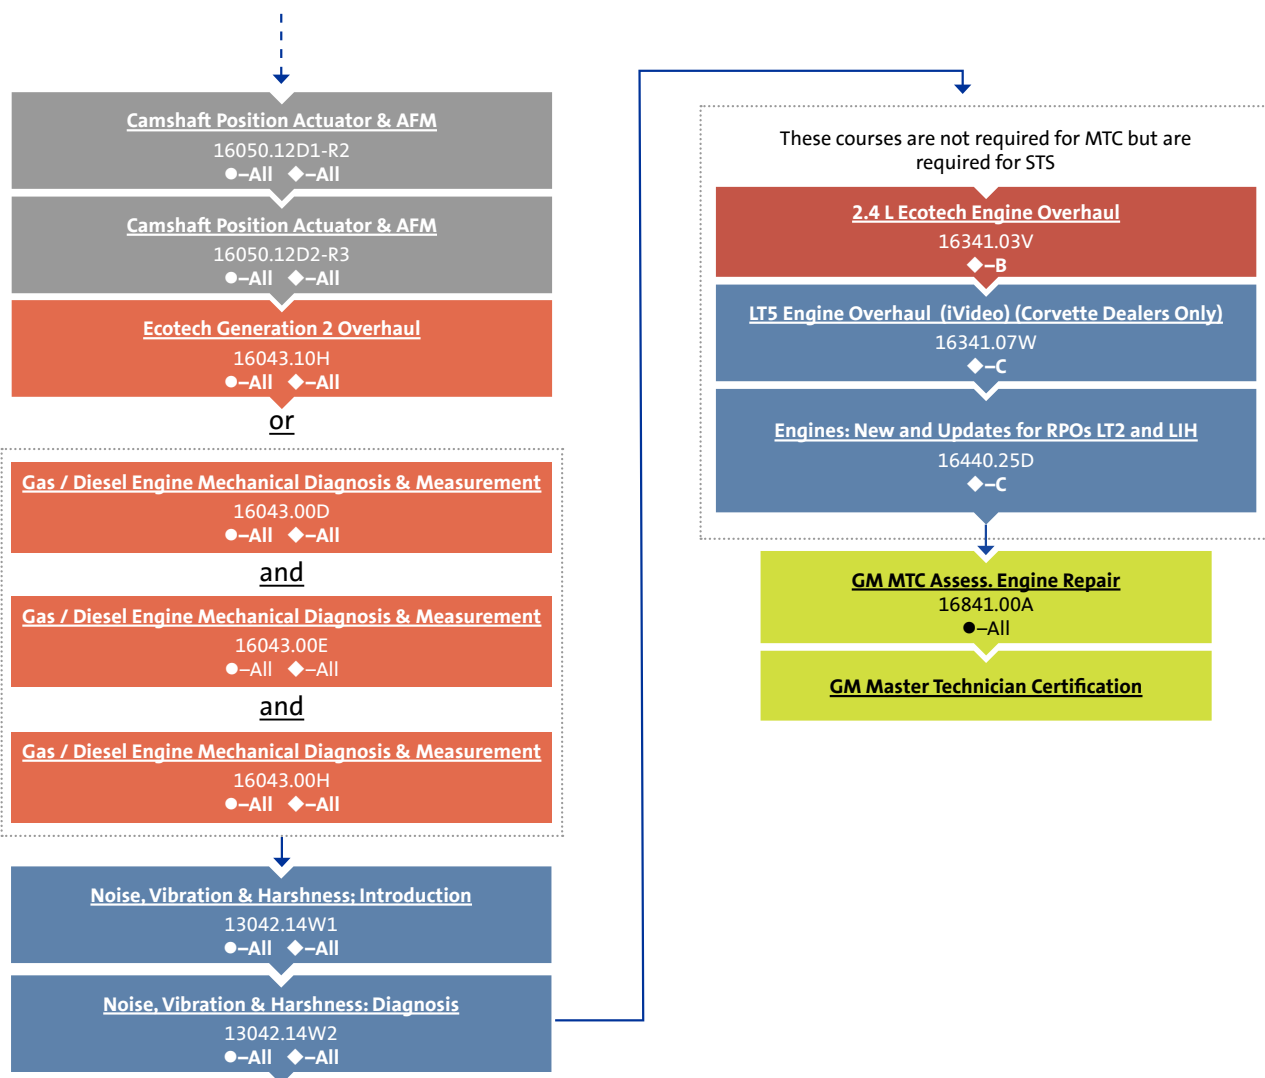 Camshaft Position Actuator & AFM
16050.12D1-R2
●–All ◆–All
Camshaft Position Actuator & AFM
16050.12D2-R3
●–All ◆–All
Ecotech Generation 2 Overhaul
16043.10H
●–All ◆–All
or
Gas / Diesel Engine Mechanical Diagnosis & Measurement
16043.00D
●–All ◆–All
and
Gas / Diesel Engine Mechanical Diagnosis & Measurement
16043.00E
●–All ◆–All
and
Gas / Diesel Engine Mechanical Diagnosis & Measurement
16043.00H
●–All ◆–All
Noise, Vibration & Harshness; Introduction
13042.14W1
●–All ◆–All
Noise, Vibration & Harshness: Diagnosis
13042.14W2
●–All ◆–All
These courses are not required for MTC but are
required for STS
2.4 L Ecotech Engine Overhaul
16341.03V
◆–B
LT5 Engine Overhaul (iVideo) (Corvette Dealers Only)
16341.07W
◆–C
Engines: New and Updates for RPOs LT2 and LIH
16440.25D
◆–C
GM MTC Assess. Engine Repair
16841.00A
●–All
GM Master Technician Certification